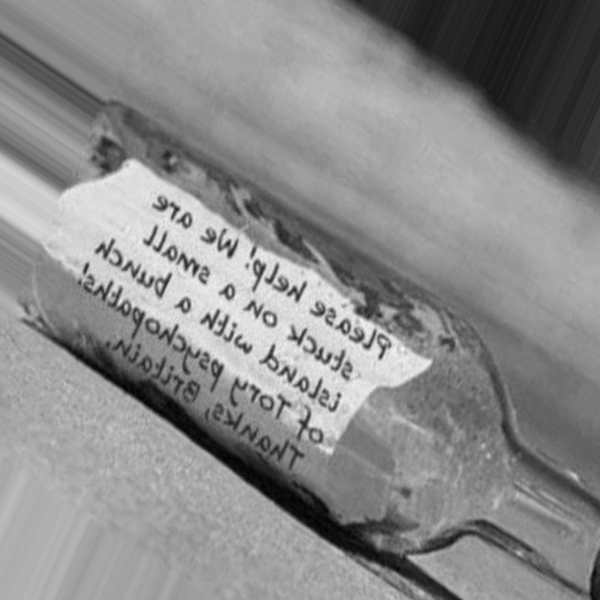 Please help! We are
stuck on a small
island with a bunch
of Tory psychopaths!
Thanks, Britain.